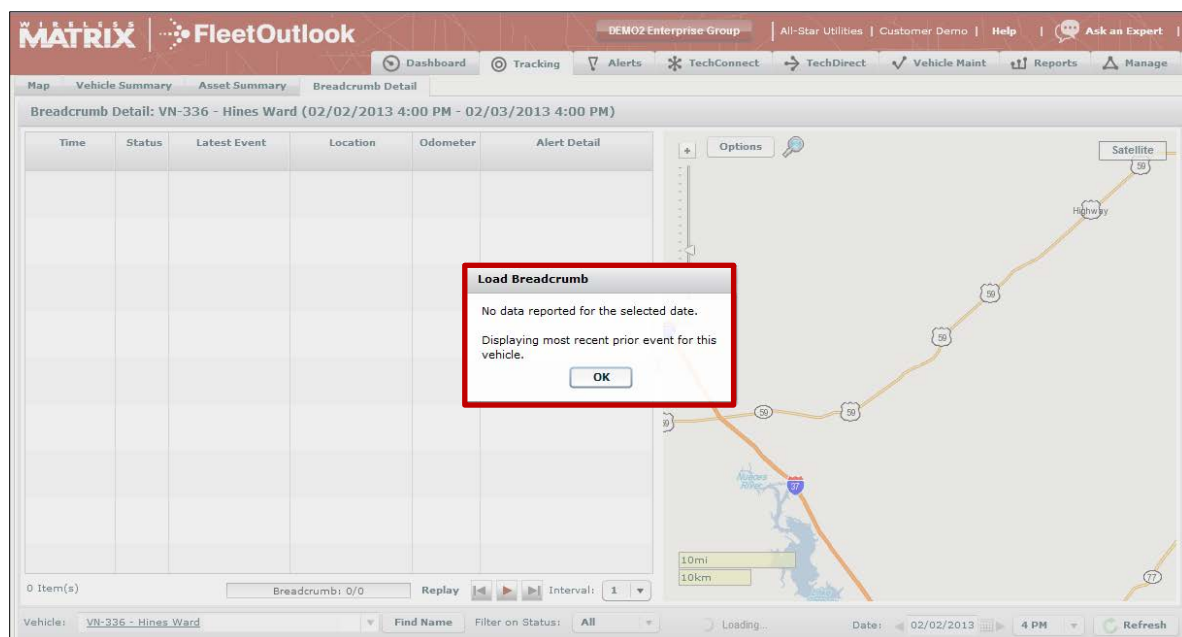 WIRELESS
MATRIX FleetOutlook
DEMO2 Enterprise Group | All-Star Utilities | Customer Demo | Help | Ask an Expert |
Dashboard Tracking Alerts TechConnect TechDirect Vehicle Maint Reports Manage
Map Vehicle Summary Asset Summary Breadcrumb Detail
Breadcrumb Detail: VN-336 - Hines Ward (02/02/2013 4:00 PM - 02/03/2013 4:00 PM)
Time Status Latest Event Location Odometer Alert Detail
+ Options Satellite
59
Highway
59
59
Load Breadcrumb
No data reported for the selected date.
Displaying most recent prior event for this
vehicle.
OK
59 59
59
Nueces
River
37
10mi
10km
77
0 Item(s) Breadcrumb: 0/0 Replay Interval: 1
Vehicle: VN-336 - Hines Ward Find Name Filter on Status: All Loading... Date: 02/02/2013 4 PM Refresh